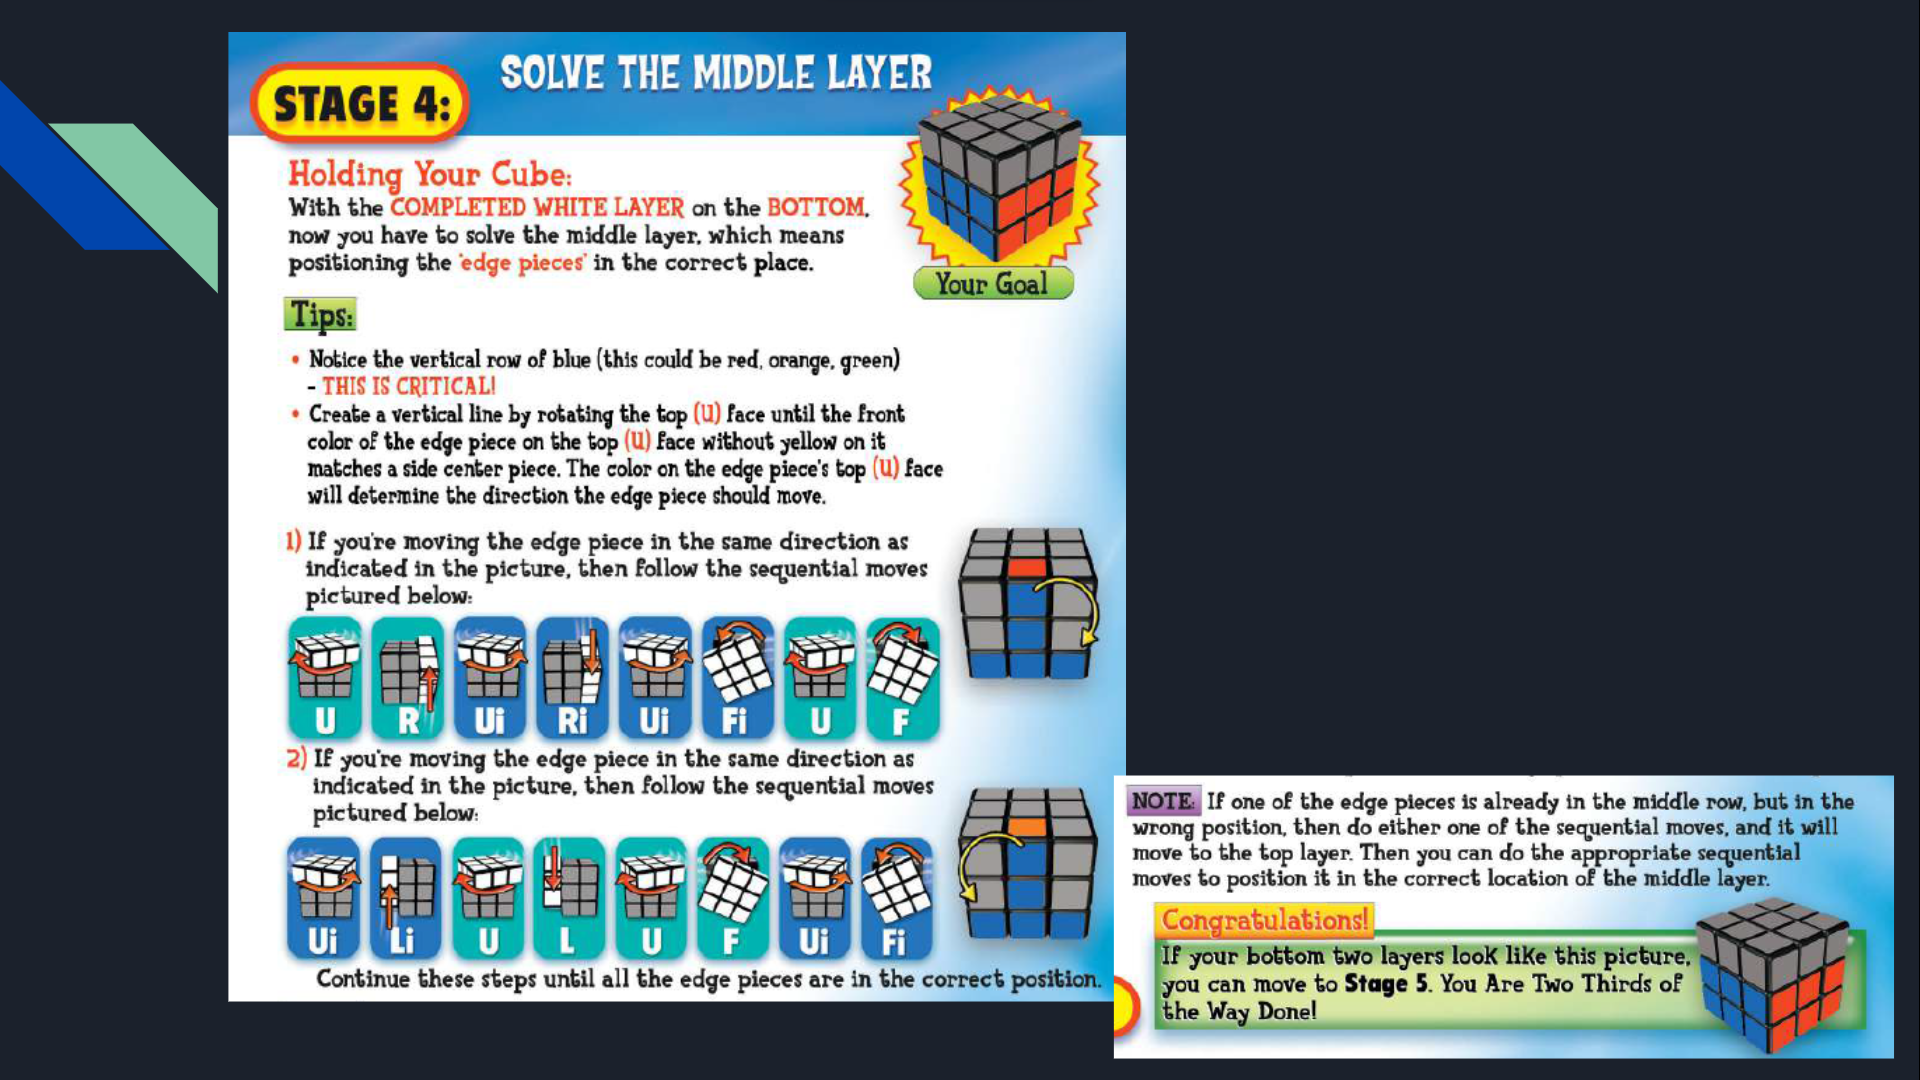 STAGE 4:
SOLVE THE MIDDLE LAYER
Holding Your Cube:
With the COMPLETED WHITE LAYER on the BOTTOM,
now you have to solve the middle layer, which means
positioning the 'edge pieces' in the correct place.
Your Goal
Tips:
• Notice the vertical row of blue (this could be red, orange, green)
- THIS IS CRITICAL!
• Create a vertical line by rotating the top (U) face until the front
color of the edge piece on the top (U) face without yellow on it
matches a side center piece. The color on the edge piece's top (U) face
will determine the direction the edge piece should move.
1) If you're moving the edge piece in the same direction as
indicated in the picture, then follow the sequential moves
pictured below:
U R Ui Ri Ui Fi U F
2) If you're moving the edge piece in the same direction as
indicated in the picture, then follow the sequential moves
pictured below:
Ui Li U L U F Ui Fi
Continue these steps until all the edge pieces are in the correct position.
NOTE: If one of the edge pieces is already in the middle row, but in the
wrong position, then do either one of the sequential moves, and it will
move to the top layer. Then you can do the appropriate sequential
moves to position it in the correct location of the middle layer.
Congratulations!
If your bottom two layers look like this picture,
you can move to Stage 5. You Are Two Thirds of
the Way Done!